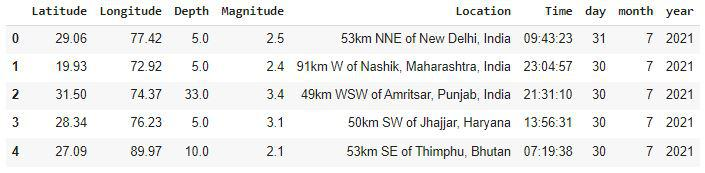 Latitude Longitude Depth Magnitude Location Time day month year
0 29.06 77.42 5.0 2.5 53km NNE of New Delhi, India 09:43:23 31 7 2021
1 19.93 72.92 5.0 2.4 91km W of Nashik, Maharashtra, India 23:04:57 30 7 2021
2 31.50 74.37 33.0 3.4 49km WSW of Amritsar, Punjab, India 21:31:10 30 7 2021
3 28.34 76.23 5.0 3.1 50km SW of Jhajjar, Haryana 13:56:31 30 7 2021
4 27.09 89.97 10.0 2.1 53km SE of Thimphu, Bhutan 07:19:38 30 7 2021